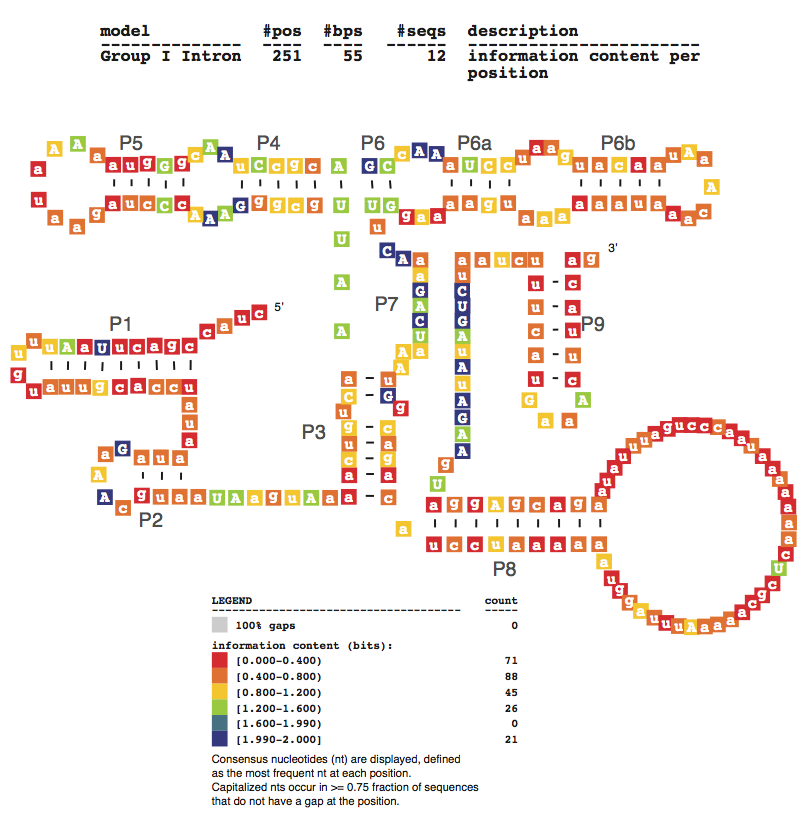 model #pos #bps #seqs description
Group I Intron 251 55 12 information content per
position
P5 P4 P6 P6a P6b
a A A a a u g G g c A A u C c g c A G C c A A a U C c u a a g u a c a a u A a A
u a a g a u c C c A A A G g g c g U U G g a a a a g u a a a a a a u a a a c
U
A
A
u
C A a
a
G
A
C
U
a
A
A
P7
5'
c a u c
P1
u u u A a U u c a g c
g u a u u g c a c c u
a
u
a
a G a u a
A
A c g u a a U A a g u A a a
P2
P3
a
C
u
g
u
c
a
u
G
g
c
a
g
a
c
a
3'
a a u c u a g
u
C
U
G
A
u
A
u
A
G
A
A
g
U
u
u
c
u
u
G a a A
c
a
u
u
c
P9
a g g A g c a g a
u c c u a a a a a
P8
LEGEND count
100% gaps 0
information content (bits):
[0.000-0.400) 71
[0.400-0.800) 88
[0.800-1.200) 45
[1.200-1.600) 26
[1.600-1.990) 0
[1.990-2.000] 21
Consensus nucleotides (nt) are displayed, defined
as the most frequent nt at each position.
Capitalized nts occur in >= 0.75 fraction of sequences
that do not have a gap at the position.